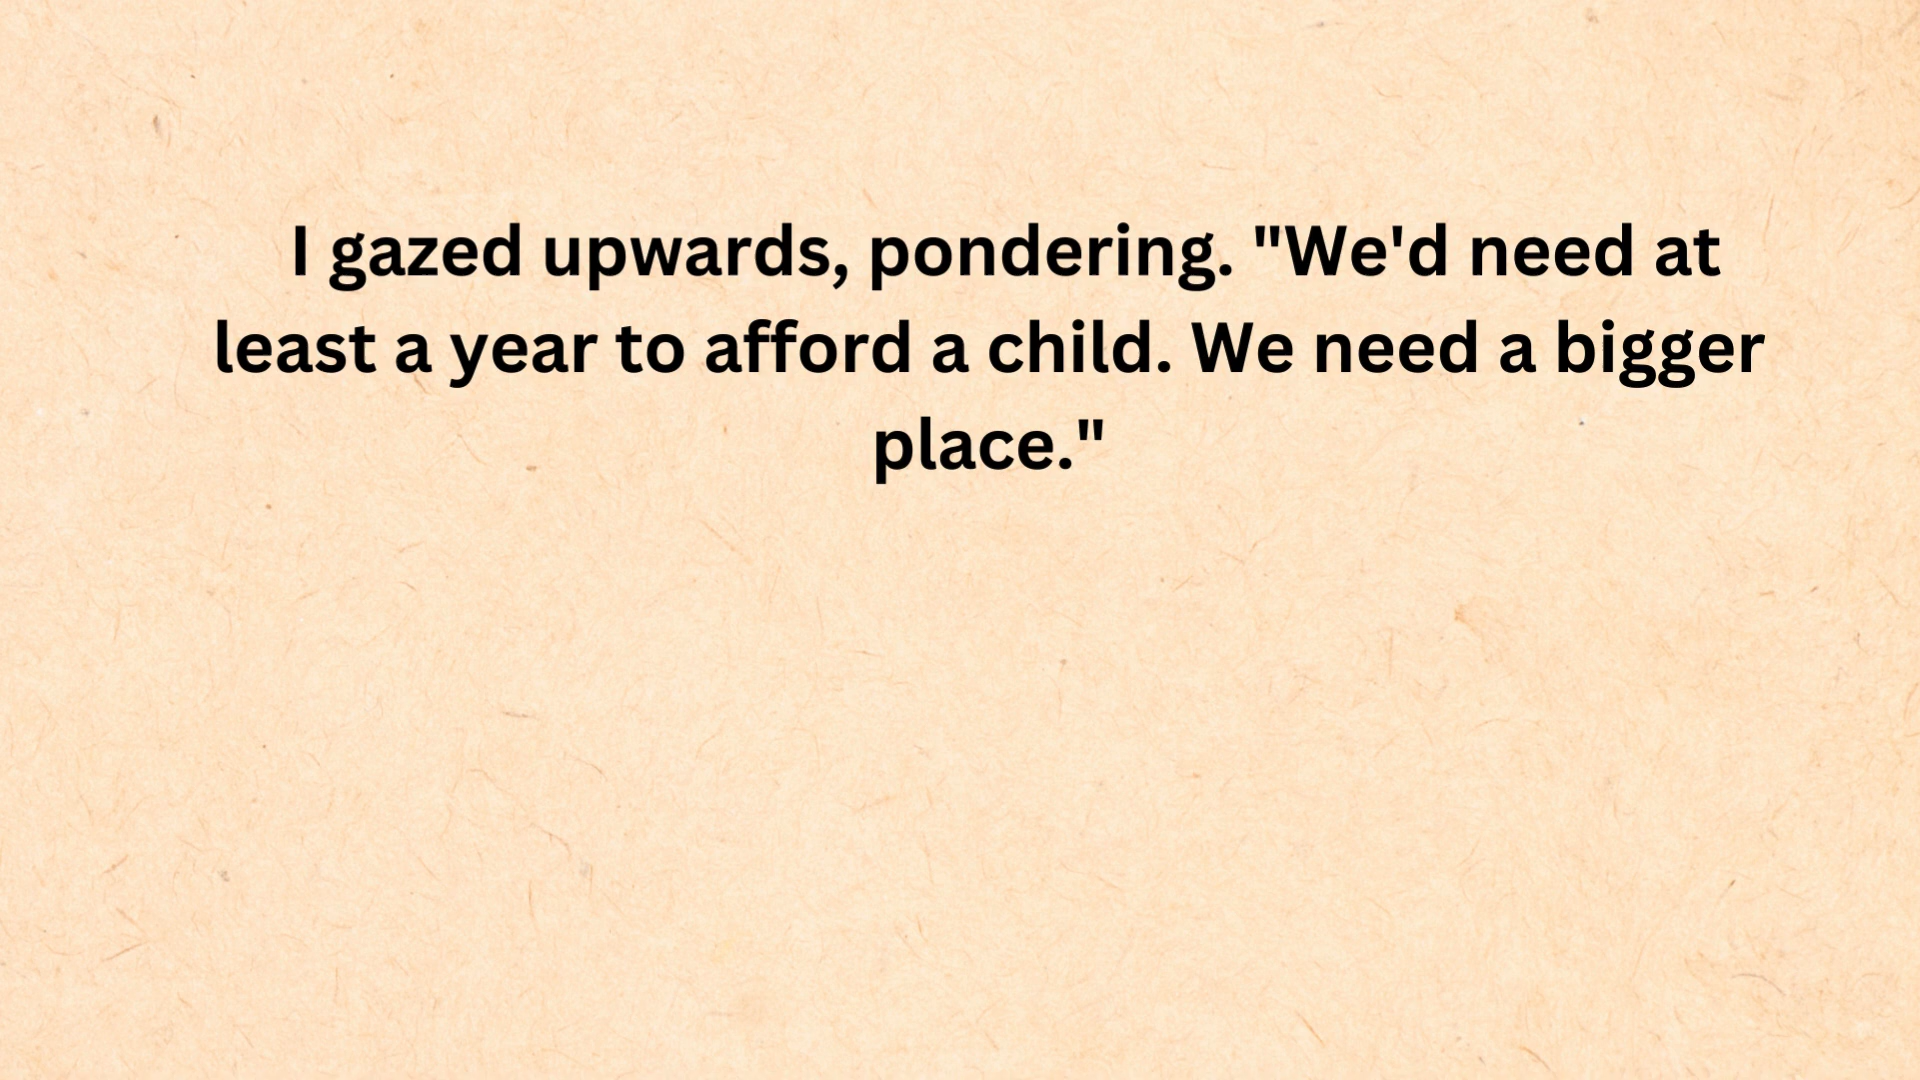 I gazed upwards, pondering. "We'd need at
least a year to afford a child. We need a bigger
place."